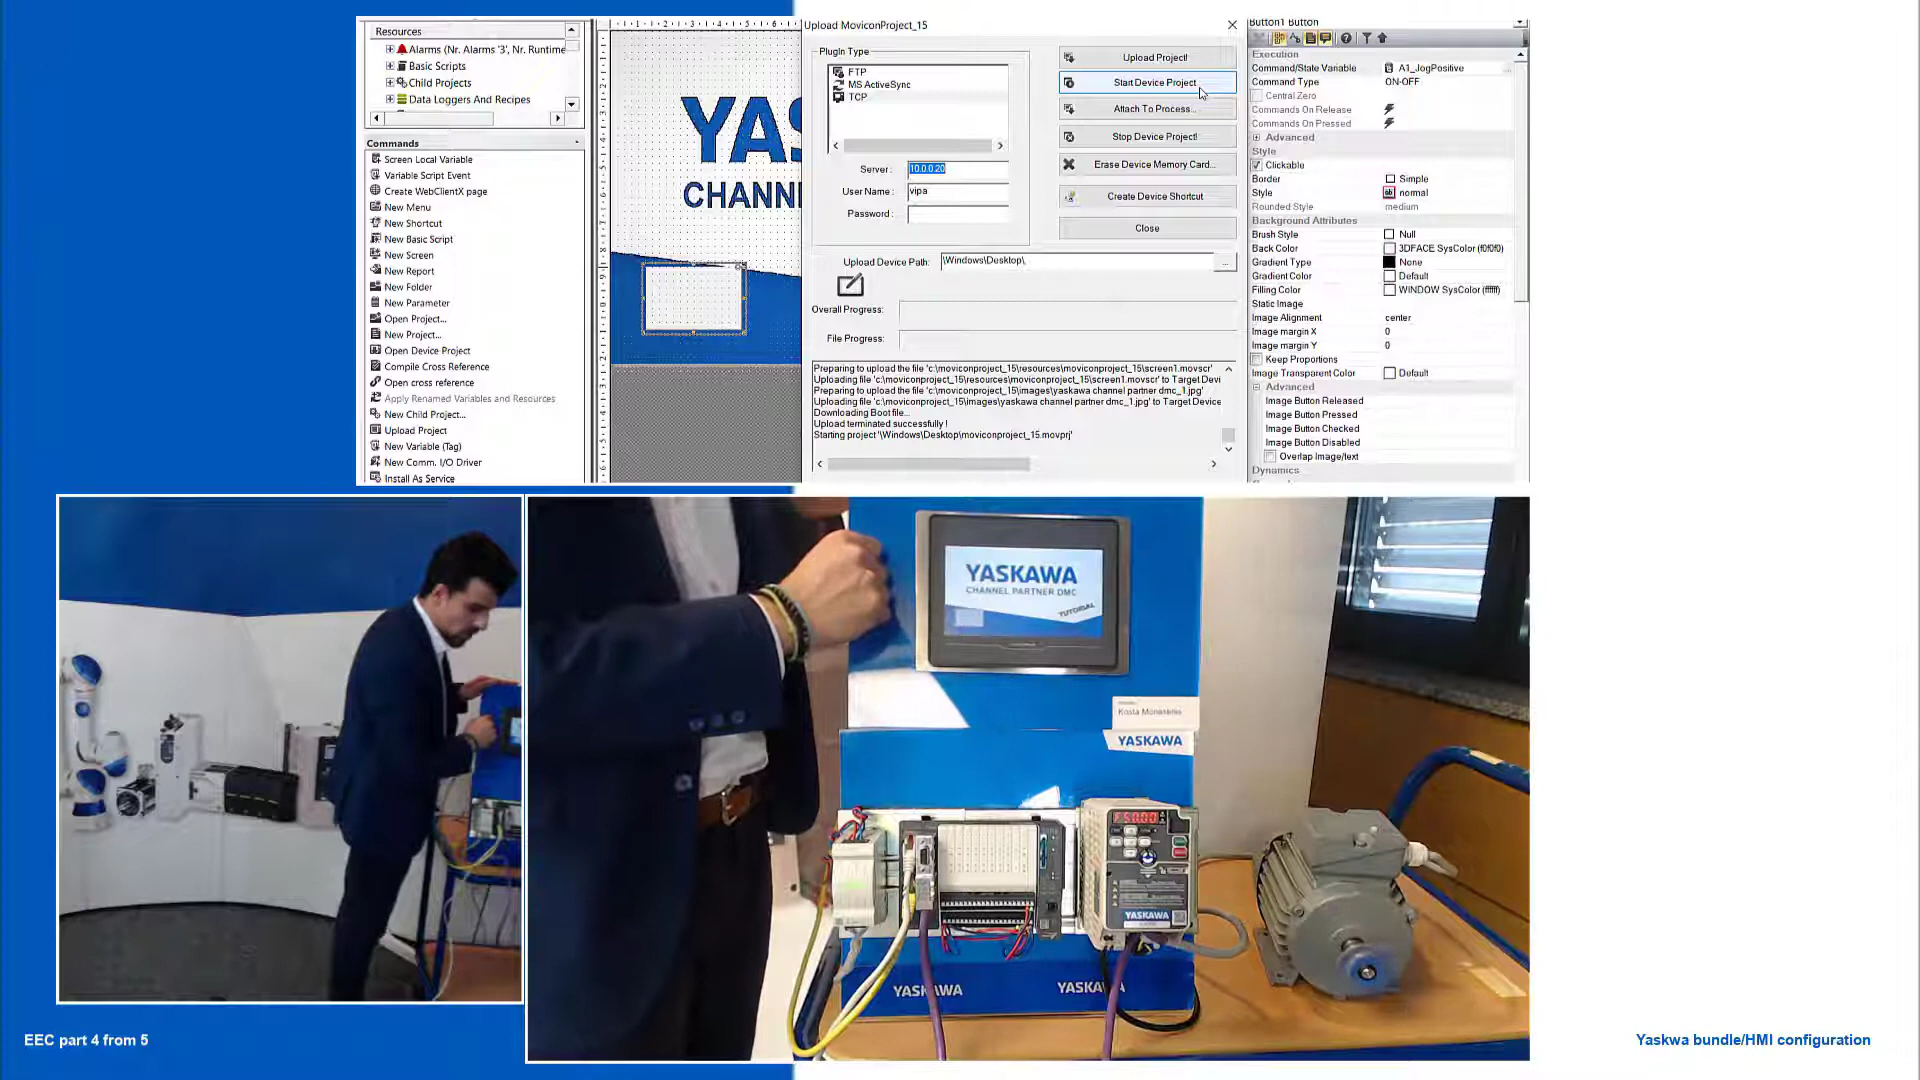 Resources
Alarms (Nr. Alarms '3', Nr. Runtime
Basic Scripts
Child Projects
Data Loggers And Recipes
Commands
Screen Local Variable
Variable Script Event
Create WebClientX page
New Menu
New Shortcut
New Basic Script
New Screen
New Report
New Folder
New Parameter
Open Project...
New Project...
Open Device Project
Compile Cross Reference
Open cross reference
Apply Renamed Variables and Resources
New Child Project...
Upload Project
New Variable (Tag)
New Comm. I/O Driver
Install As Service
YAS
CHANN
Upload MoviconProject_15
PlugIn Type
FTP
MS ActiveSync
TCP
Server :
10.0.0.20
User Name :
vipa
Password :
Upload Project!
Start Device Project
Attach To Process...
Stop Device Project!
Erase Device Memory Card...
Create Device Shortcut
Close
Upload Device Path:
\Windows\Desktop\
...
Overall Progress:
File Progress:
Preparing to upload the file 'c:\moviconproject_15\resources\moviconproject_15\screen1.movscr'
Uploading file 'c:\moviconproject_15\resources\moviconproject_15\screen1.movscr' to Target Devi
Preparing to upload the file 'c:\moviconproject_15\images\yaskawa channel partner dmc_1.jpg'
Uploading file 'c:\moviconproject_15\images\yaskawa channel partner dmc_1.jpg' to Target Device
Downloading Boot file...
Upload terminated successfully !
Starting project '\Windows\Desktop\moviconproject_15.movprj'
Button1 Button
Execution
Command/State Variable
A1_JogPositive
Command Type
ON-OFF
Central Zero
Commands On Release
Commands On Pressed
Advanced
Style
Clickable
Border
Simple
Style
normal
Rounded Style
medium
Background Attributes
Brush Style
Null
Back Color
3DFACE SysColor (f0f0f0)
Gradient Type
None
Gradient Color
Default
Filling Color
WINDOW SysColor (ffffff)
Static Image
Image Alignment
center
Image margin X
0
Image margin Y
0
Keep Proportions
Image Transparent Color
Default
Advanced
Image Button Released
Image Button Pressed
Image Button Checked
Image Button Disabled
Overlap Image/text
Dynamics
YASKAWA
CHANNEL PARTNER DMC
TUTORIAL
Kosta
YASKAWA
F50.00
YASKAWA
YASKAWA
YASKAWA
EEC part 4 from 5
Yaskwa bundle/HMI configuration